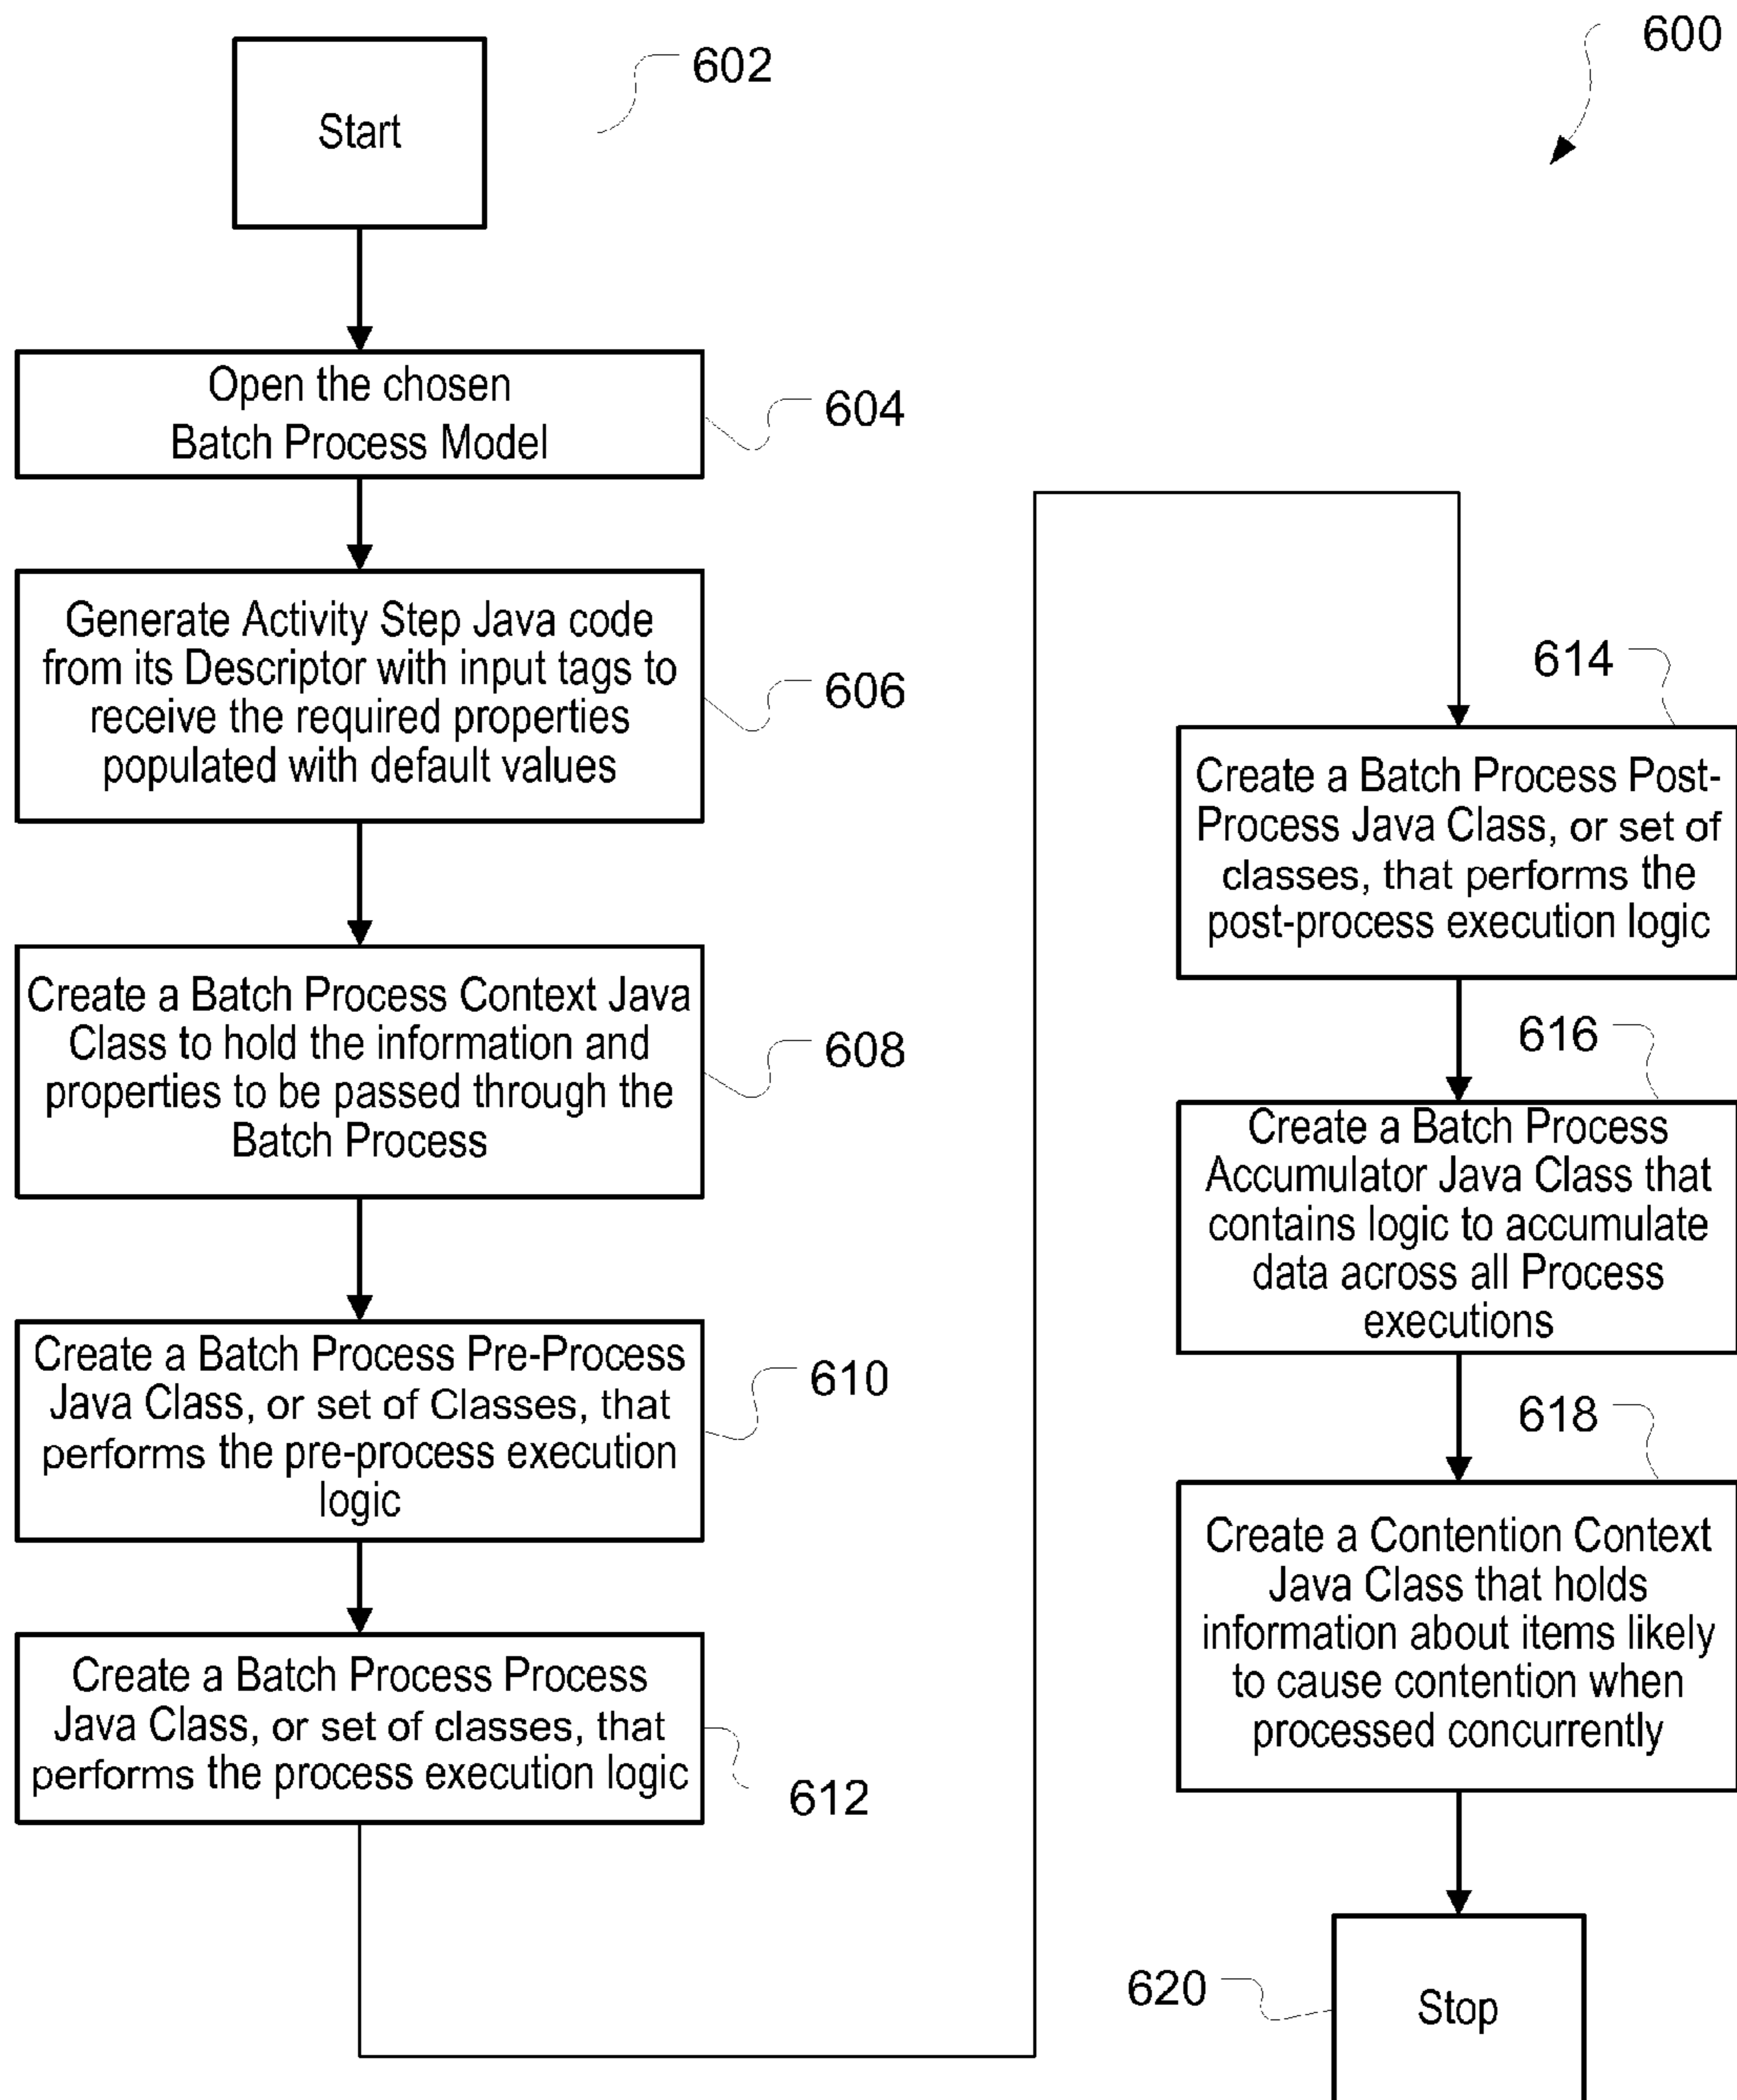 600
Start
602
Open the chosen
Batch Process Model
604
Generate Activity Step Java code
from its Descriptor with input tags to
receive the required properties
populated with default values
606
Create a Batch Process Context Java
Class to hold the information and
properties to be passed through the
Batch Process
608
Create a Batch Process Pre-Process
Java Class, or set of Classes, that
performs the pre-process execution
logic
610
Create a Batch Process Process
Java Class, or set of classes, that
performs the process execution logic
612
614
Create a Batch Process Post-
Process Java Class, or set of
classes, that performs the
post-process execution logic
616
Create a Batch Process
Accumulator Java Class that
contains logic to accumulate
data across all Process
executions
618
Create a Contention Context
Java Class that holds
information about items likely
to cause contention when
processed concurrently
620
Stop